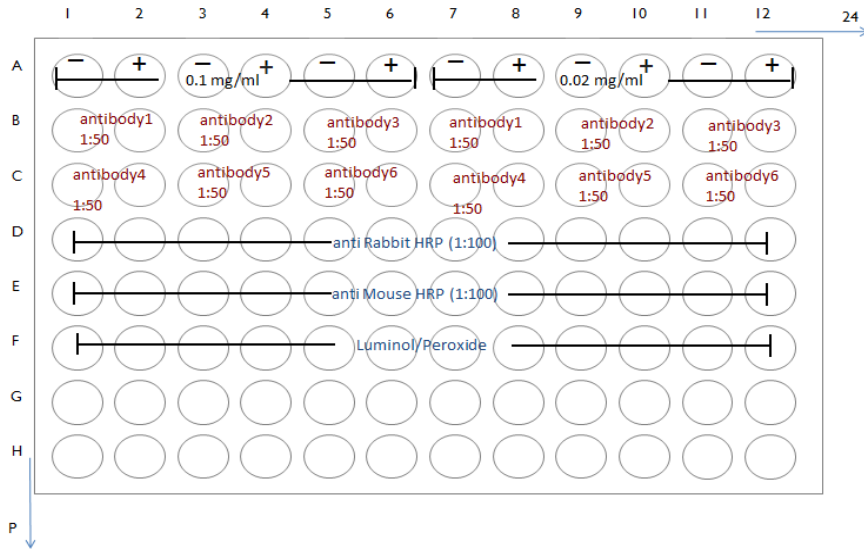 1 2 3 4 5 6 7 8 9 10 11 12 24
A − + − + − + − + − + − +
0.1 mg/ml 0.02 mg/ml
B antibody1 antibody2 antibody3 antibody1 antibody2 antibody3
1:50 1:50 1:50 1:50 1:50 1:50
C antibody4 antibody5 antibody6 antibody4 antibody5 antibody6
1:50 1:50 1:50 1:50 1:50 1:50
D anti Rabbit HRP (1:100)
E anti Mouse HRP (1:100)
F Luminol/Peroxide
G
H
P